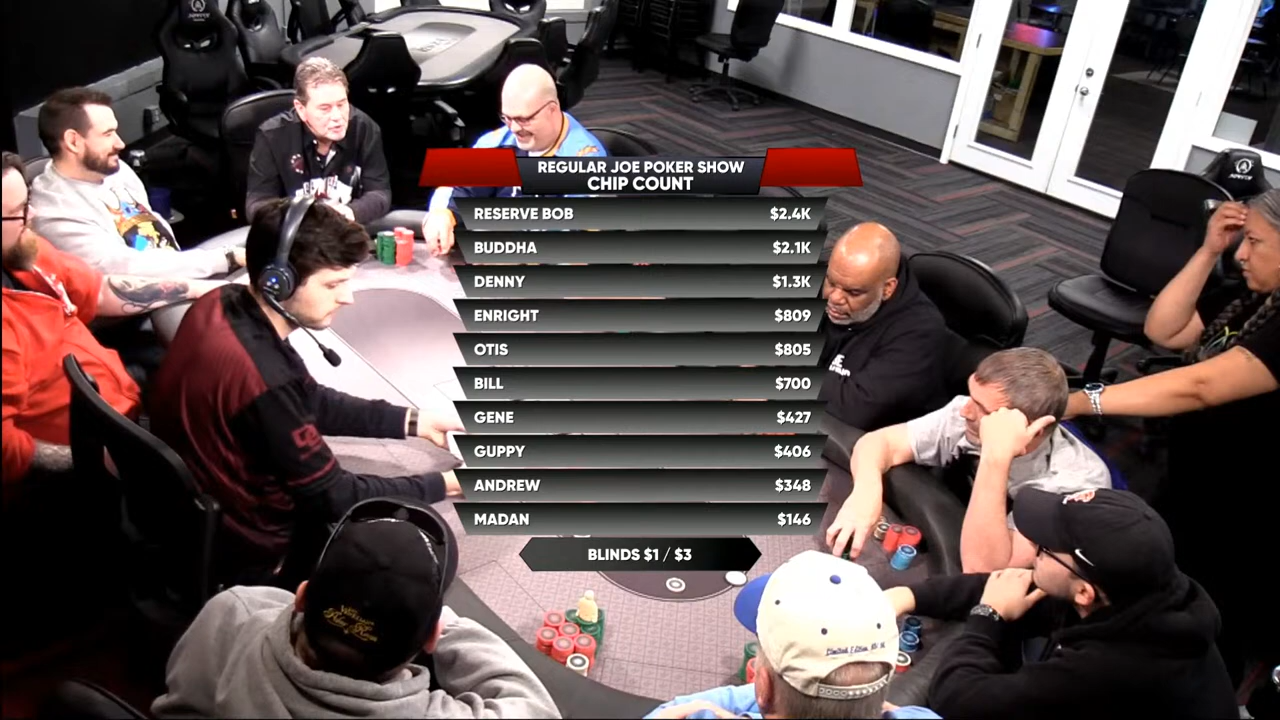 REGULAR JOE POKER SHOW
CHIP COUNT
RESERVE BOB $2.4K
BUDDHA $2.1K
DENNY $1.3K
ENRIGHT $809
OTIS $805
BILL $700
GENE $427
GUPPY $406
ANDREW $348
MADAN $146
BLINDS $1 / $3